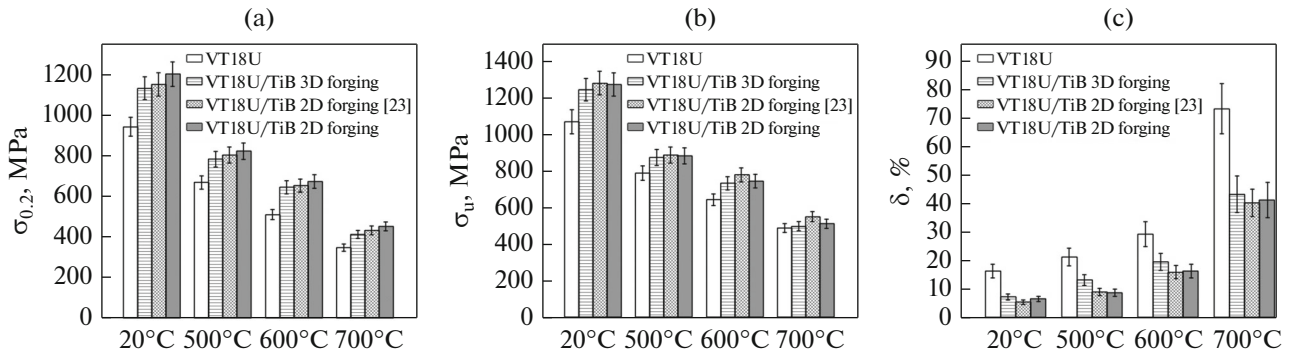 (a)
σ0.2, MPa
1200
1000
800
600
400
200
0
VT18U
VT18U/TiB 3D forging
VT18U/TiB 2D forging [23]
VT18U/TiB 2D forging
20°C 500°C 600°C 700°C
(b)
σu, MPa
1400
1200
1000
800
600
400
200
0
VT18U
VT18U/TiB 3D forging
VT18U/TiB 2D forging [23]
VT18U/TiB 2D forging
20°C 500°C 600°C 700°C
(c)
δ, %
90
80
70
60
50
40
30
20
10
0
VT18U
VT18U/TiB 3D forging
VT18U/TiB 2D forging [23]
VT18U/TiB 2D forging
20°C 500°C 600°C 700°C